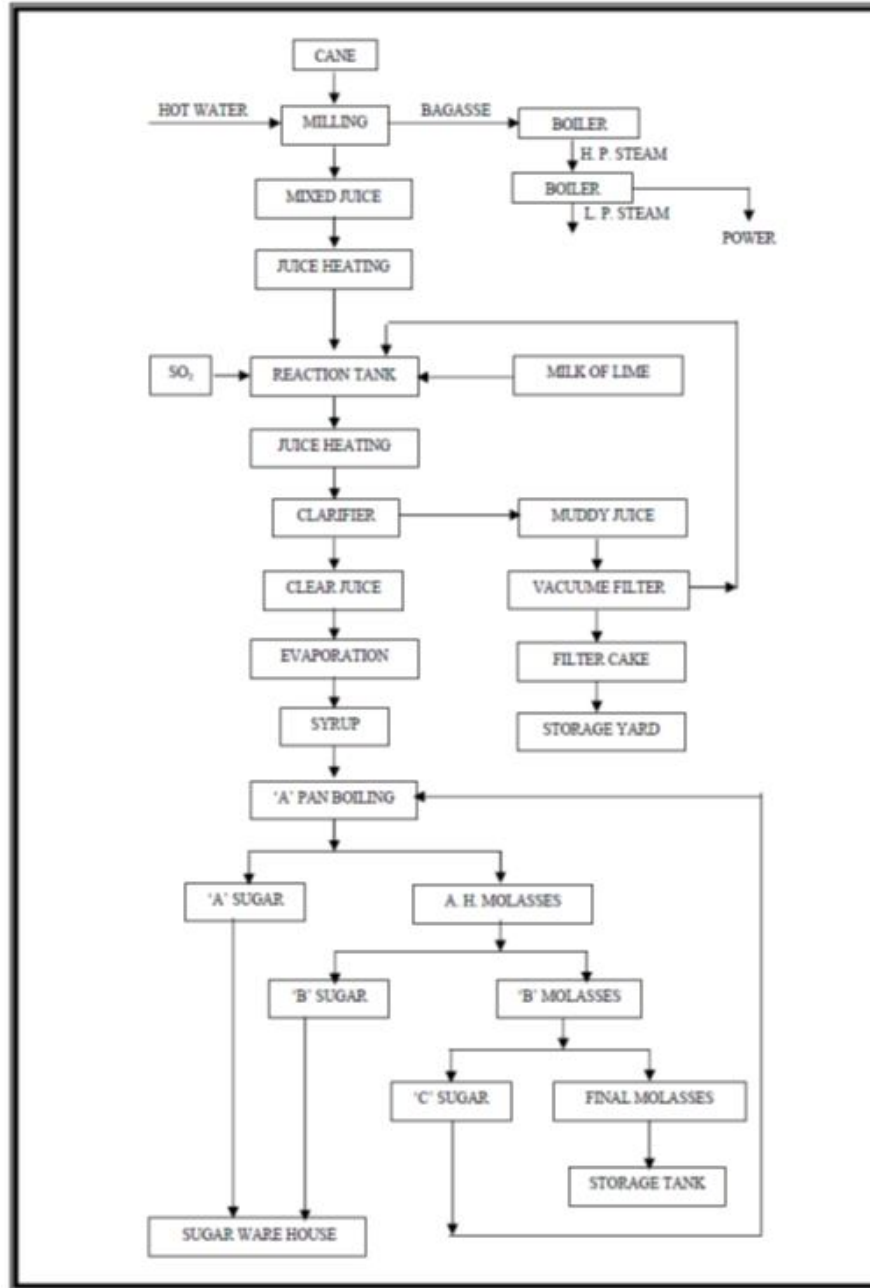 CANE
HOT WATER
MILLING
BAGASSE
BOILER
H. P. STEAM
MIXED JUICE
BOILER
L. P. STEAM
POWER
JUICE HEATING
SO₂
REACTION TANK
MILK OF LIME
JUICE HEATING
CLARIFIER
MUDDY JUICE
CLEAR JUICE
VACUUME FILTER
EVAPORATION
FILTER CAKE
SYRUP
STORAGE YARD
‘A’ PAN BOILING
‘A’ SUGAR
A. H. MOLASSES
‘B’ SUGAR
‘B’ MOLASSES
‘C’ SUGAR
FINAL MOLASSES
STORAGE TANK
SUGAR WARE HOUSE